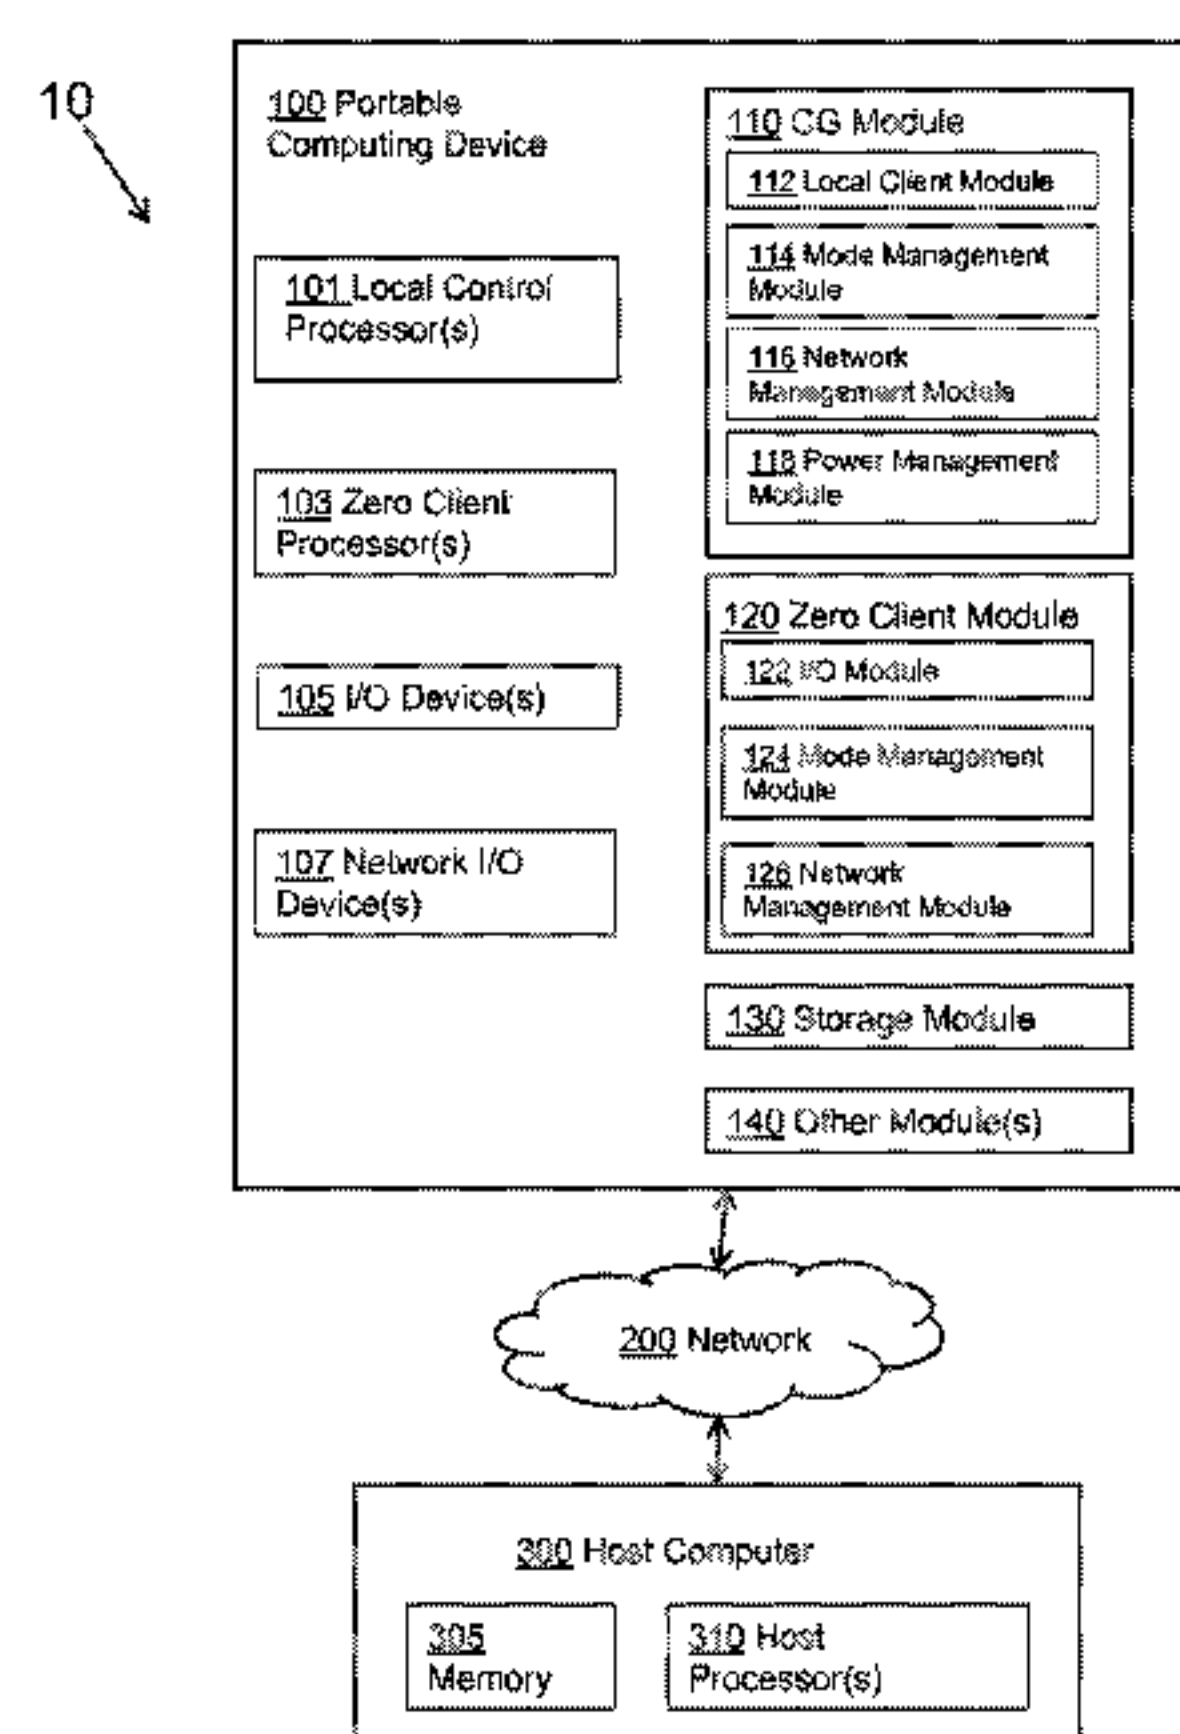 10
100 Portable
Computing Device
101 Local Control
Processor(s)
103 Zero Client
Processor(s)
105 I/O Device(s)
107 Network I/O
Device(s)
110 CG Module
112 Local Client Module
114 Mode Management
Module
116 Network
Management Module
118 Power Management
Module
120 Zero Client Module
122 I/O Module
124 Mode Management
Module
126 Network
Management Module
130 Storage Module
140 Other Module(s)
200 Network
300 Host Computer
305
Memory
310 Host
Processor(s)